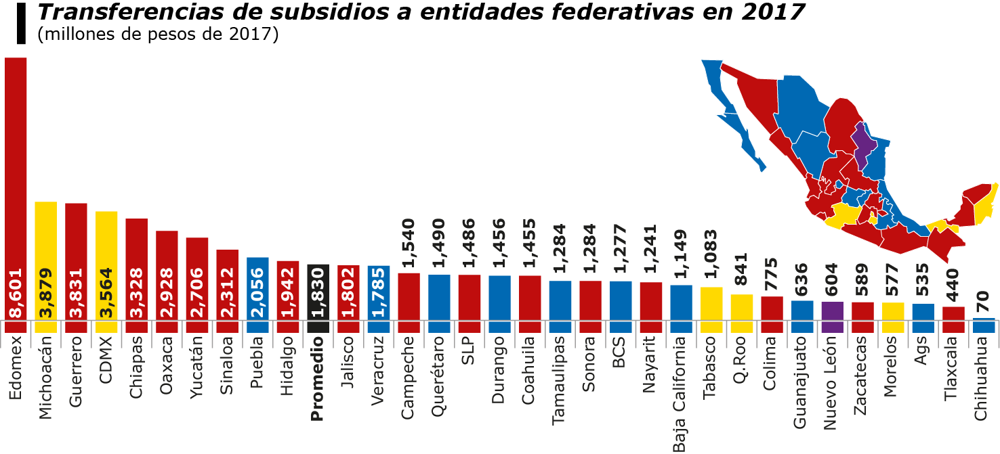 Transferencias de subsidios a entidades federativas en 2017
(millones de pesos de 2017)
8,601
3,879
3,831
3,564
3,328
2,928
2,706
2,312
2,056
1,942
1,830
1,802
1,785
1,540
1,490
1,486
1,456
1,455
1,284
1,284
1,277
1,241
1,149
1,083
841
775
636
604
589
577
535
440
70
Edomex
Michoacán
Guerrero
CDMX
Chiapas
Oaxaca
Yucatán
Sinaloa
Puebla
Hidalgo
Promedio
Jalisco
Veracruz
Campeche
Querétaro
SLP
Durango
Coahuila
Tamaulipas
Sonora
BCS
Nayarit
Baja California
Tabasco
Q.Roo
Colima
Guanajuato
Nuevo León
Zacatecas
Morelos
Ags
Tlaxcala
Chihuahua